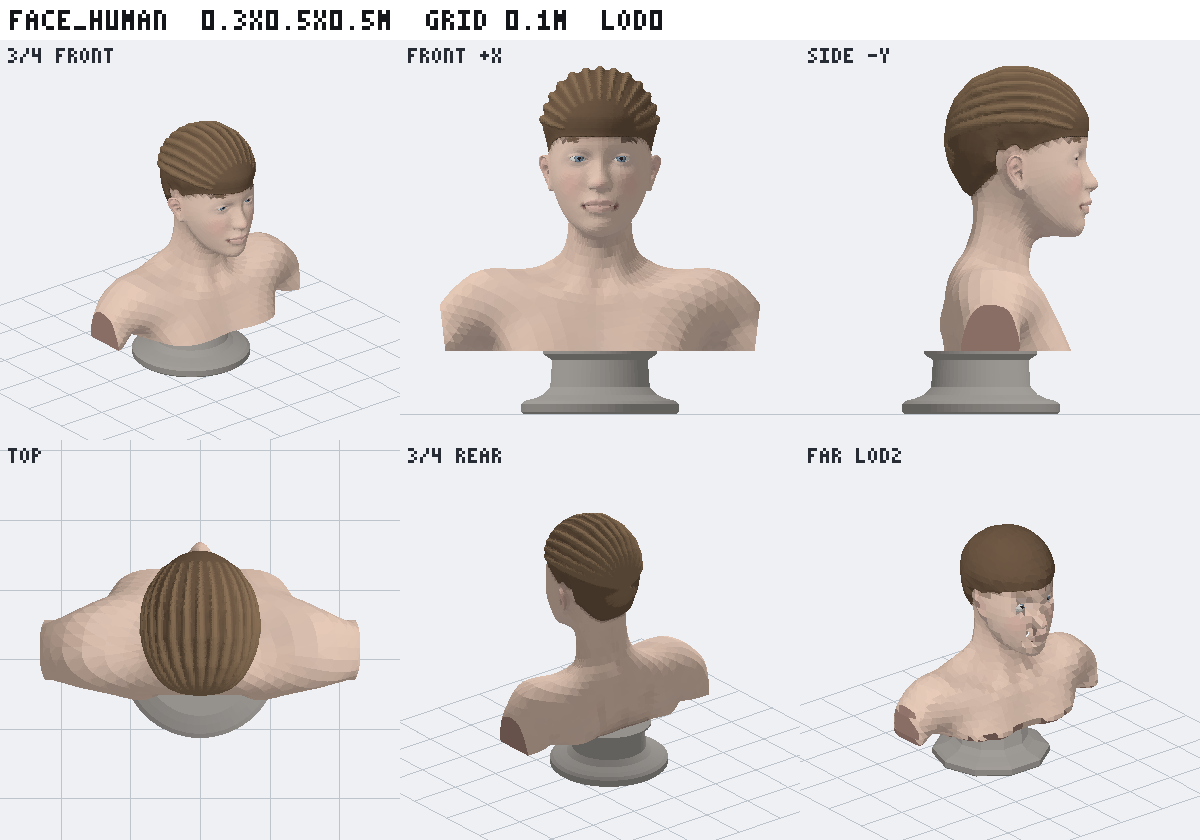 FACE_HUMAN 0.3X0.5X0.5M GRID 0.1M LOD0
3/4 FRONT
FRONT +X
SIDE -Y
TOP
3/4 REAR
FAR LOD2